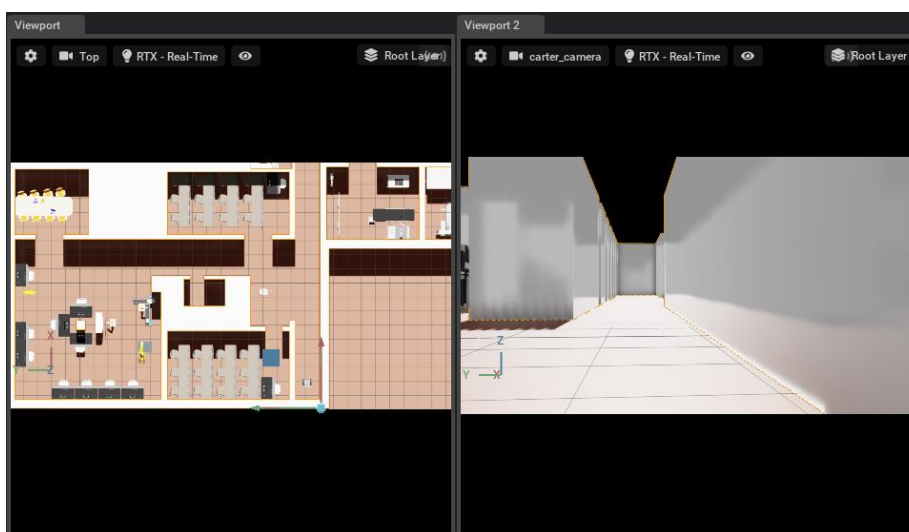 Viewport
Viewport 2
Top
RTX - Real-Time
Root Layer
carter_camera
RTX - Real-Time
Root Layer
X
Z
Z
Y
X